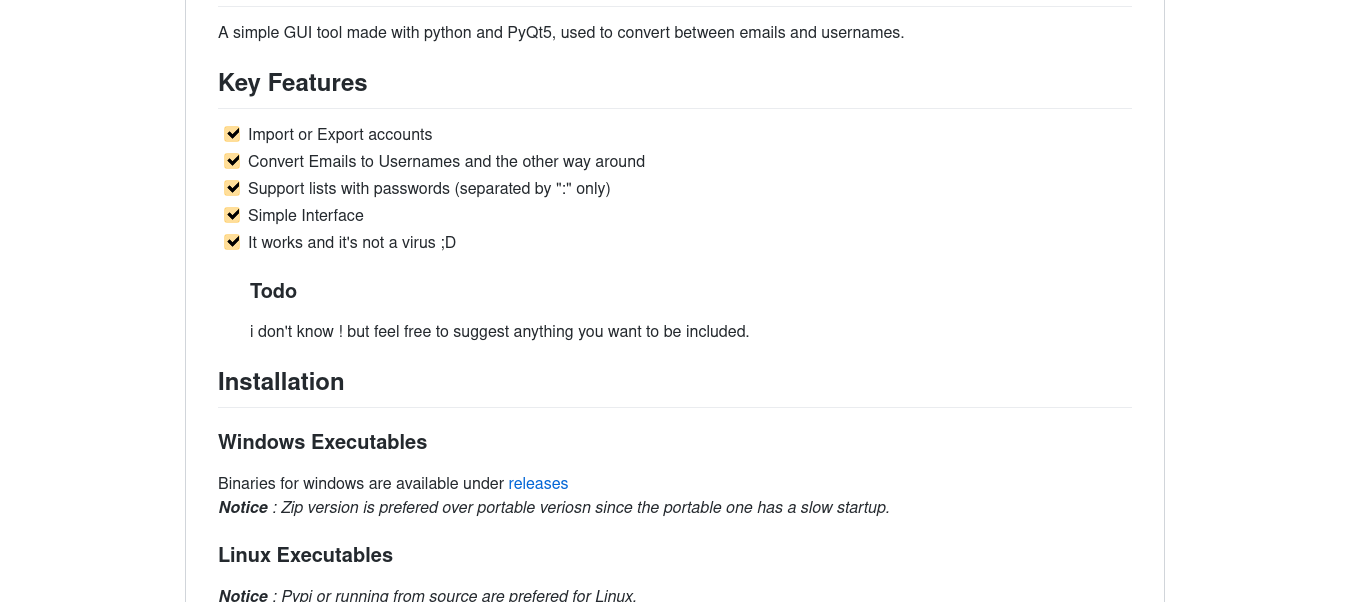 A simple GUI tool made with python and PyQt5, used to convert between emails and usernames.
Key Features
Import or Export accounts
Convert Emails to Usernames and the other way around
Support lists with passwords (separated by ":" only)
Simple Interface
It works and it's not a virus ;D
Todo
i don't know ! but feel free to suggest anything you want to be included.
Installation
Windows Executables
Binaries for windows are available under releases
Notice : Zip version is prefered over portable veriosn since the portable one has a slow startup.
Linux Executables
Notice : Pypi or running from source are prefered for Linux.